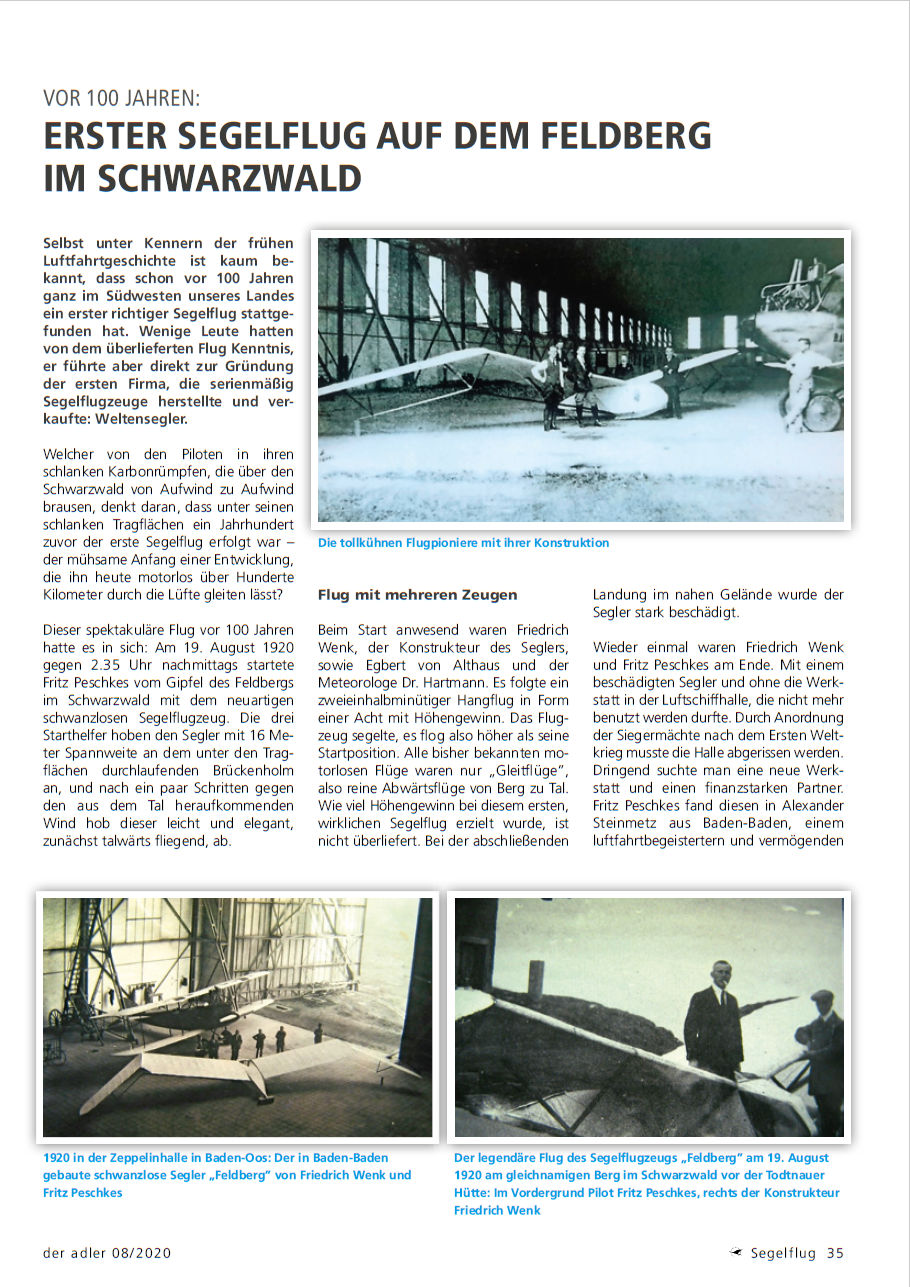 VOR 100 JAHREN:
ERSTER SEGELFLUG AUF DEM FELDBERG
IM SCHWARZWALD
Selbst unter Kennern der frühen
Luftfahrtgeschichte ist kaum be-
kannt, dass schon vor 100 Jahren
ganz im Südwesten unseres Landes
ein erster richtiger Segelflug stattge-
funden hat. Wenige Leute hatten
von dem überlieferten Flug Kenntnis,
er führte aber direkt zur Gründung
der ersten Firma, die serienmäßig
Segelflugzeuge herstellte und ver-
kaufte: Weltensegler.
Welcher von den Piloten in ihren
schlanken Karbonrümpfen, die über den
Schwarzwald von Aufwind zu Aufwind
brausen, denkt daran, dass unter seinen
schlanken Tragflächen ein Jahrhundert
zuvor der erste Segelflug erfolgt war –
der mühsame Anfang einer Entwicklung,
die ihn heute motorlos über Hunderte
Kilometer durch die Lüfte gleiten lässt?
Dieser spektakuläre Flug vor 100 Jahren
hatte es in sich: Am 19. August 1920
gegen 2.35 Uhr nachmittags startete
Fritz Peschkes vom Gipfel des Feldbergs
im Schwarzwald mit dem neuartigen
schwanzlosen Segelflugzeug. Die drei
Starthelfer hoben den Segler mit 16 Me-
ter Spannweite an dem unter den Trag-
flächen durchlaufenden Brückenholm
an, und nach ein paar Schritten gegen
den aus dem Tal heraufkommenden
Wind hob dieser leicht und elegant,
zunächst talwärts fliegend, ab.
Die tollkühnen Flugpioniere mit ihrer Konstruktion
Flug mit mehreren Zeugen
Beim Start anwesend waren Friedrich
Wenk, der Konstrukteur des Seglers,
sowie Egbert von Althaus und der
Meteorologe Dr. Hartmann. Es folgte ein
zweieinhalbminütiger Hangflug in Form
einer Acht mit Höhengewinn. Das Flug-
zeug segelte, es flog also höher als seine
Startposition. Alle bisher bekannten mo-
torlosen Flüge waren nur „Gleitflüge“,
also reine Abwärtsflüge von Berg zu Tal.
Wie viel Höhengewinn bei diesem ersten,
wirklichen Segelflug erzielt wurde, ist
nicht überliefert. Bei der abschließenden
Landung im nahen Gelände wurde der
Segler stark beschädigt.
Wieder einmal waren Friedrich Wenk
und Fritz Peschkes am Ende. Mit einem
beschädigten Segler und ohne die Werk-
statt in der Luftschiffhalle, die nicht mehr
benutzt werden durfte. Durch Anordnung
der Siegermächte nach dem Ersten Welt-
krieg musste die Halle abgerissen werden.
Dringend suchte man eine neue Werk-
statt und einen finanzstarken Partner.
Fritz Peschkes fand diesen in Alexander
Steinmetz aus Baden-Baden, einem
luftfahrtbegeistertern und vermögenden
1920 in der Zeppelinhalle in Baden-Oos: Der in Baden-Baden
gebaute schwanzlose Segler „Feldberg“ von Friedrich Wenk und
Fritz Peschkes
Der legendäre Flug des Segelflugzeugs „Feldberg“ am 19. August
1920 am gleichnamigen Berg im Schwarzwald vor der Todtnauer
Hütte: Im Vordergrund Pilot Fritz Peschkes, rechts der Konstrukteur
Friedrich Wenk
der adler 08/2020
Segelflug 35